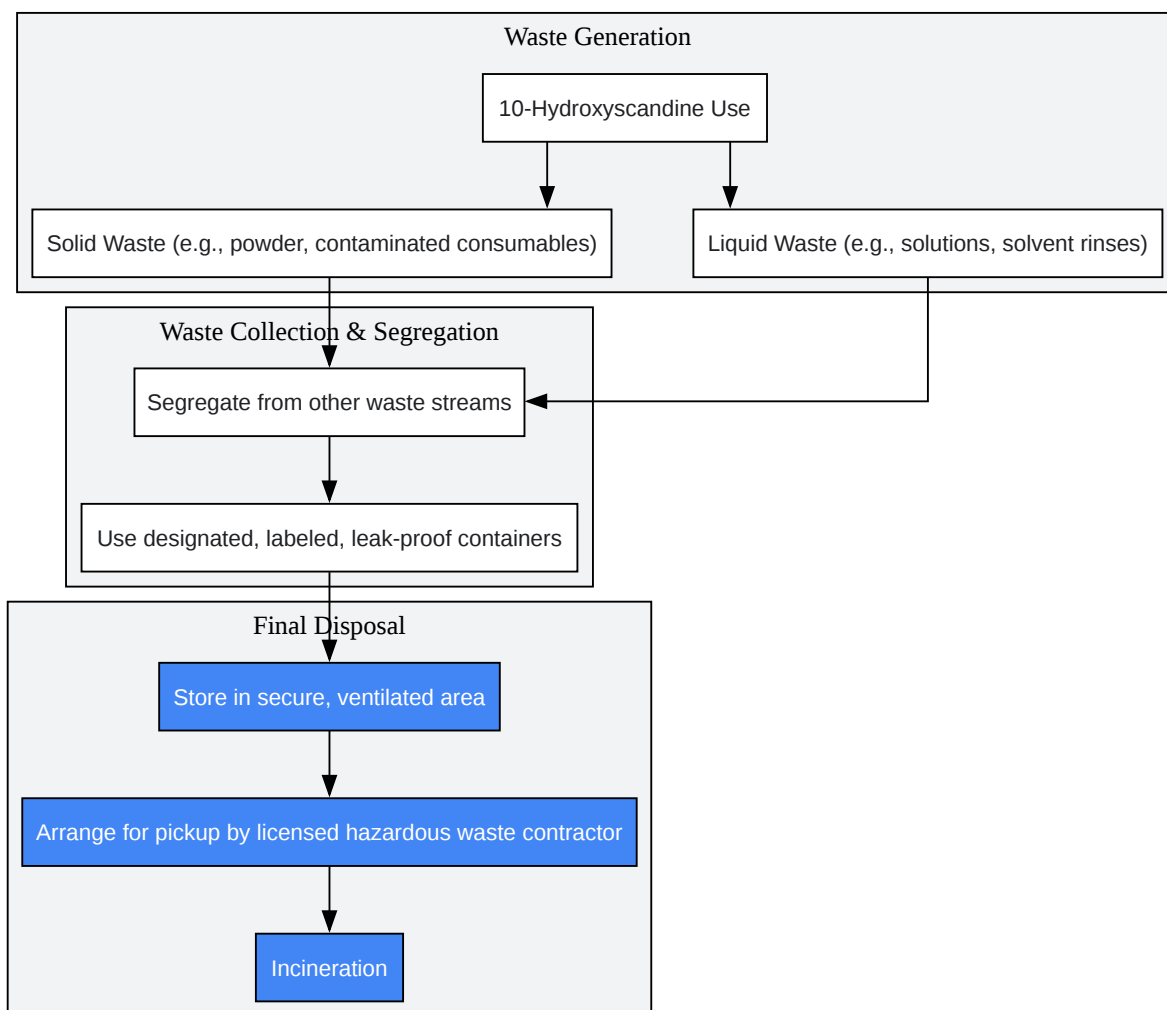 Waste Generation
10-Hydroxyscandine Use
Solid Waste (e.g., powder, contaminated consumables)
Liquid Waste (e.g., solutions, solvent rinses)
Waste Collection & Segregation
Segregate from other waste streams
Use designated, labeled, leak-proof containers
Final Disposal
Store in secure, ventilated area
Arrange for pickup by licensed hazardous waste contractor
Incineration